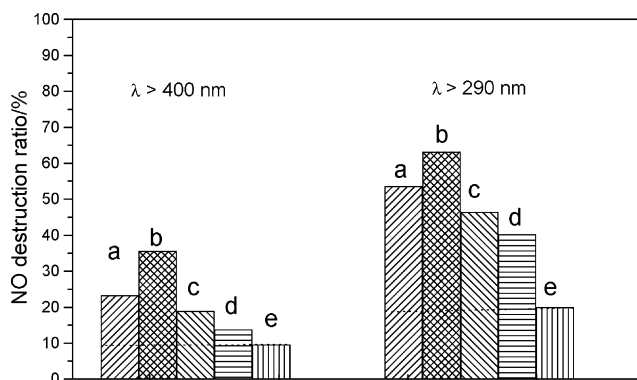 100
90
80
70
60
50
40
30
20
10
0
NO destruction ratio/%
λ > 400 nm
λ > 290 nm
a
b
c
d
e
a
b
c
d
e